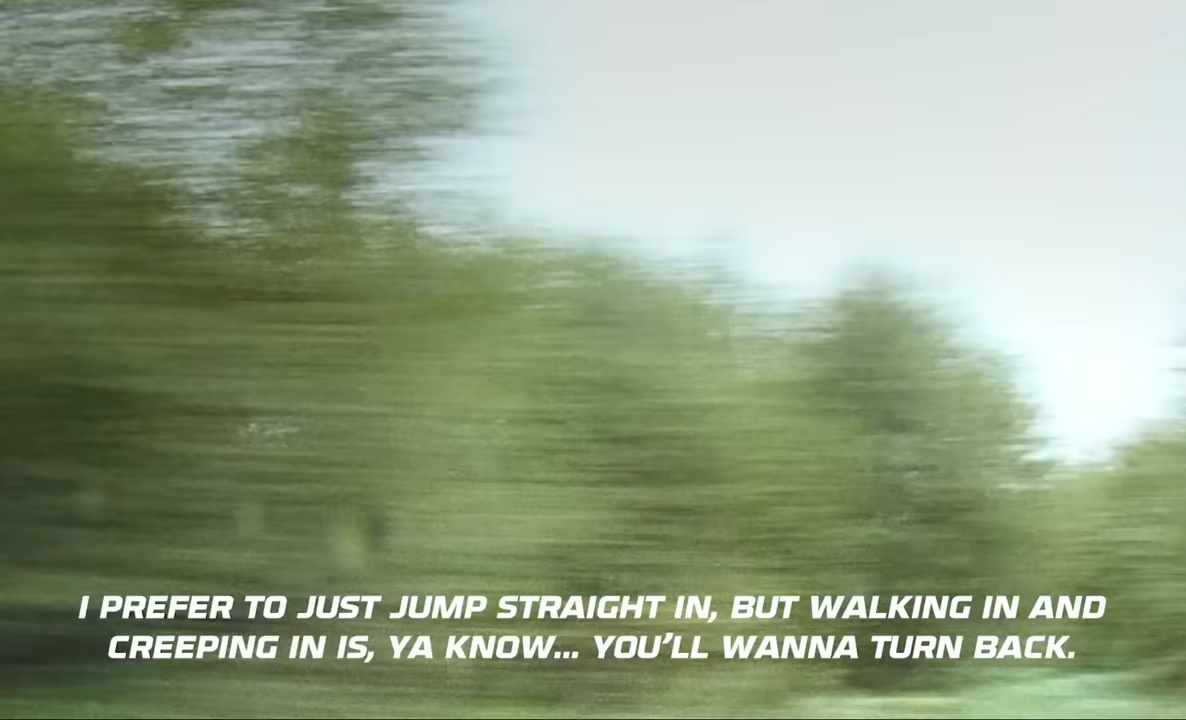 I PREFER TO JUST JUMP STRAIGHT IN, BUT WALKING IN AND
CREEPING IN IS, YA KNOW... YOU’LL WANNA TURN BACK.